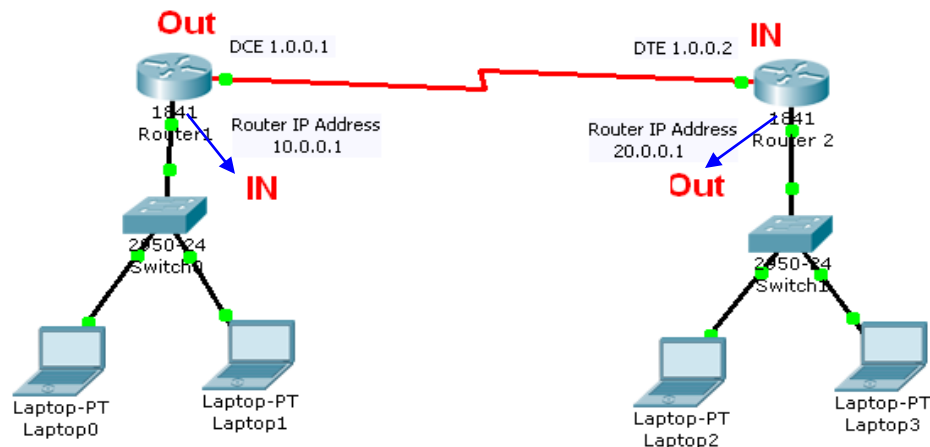 Out
IN
DCE 1.0.0.1
DTE 1.0.0.2
1841
Router1
Router IP Address
10.0.0.1
IN
Router IP Address
20.0.0.1
Out
1841
Router 2
2950-24
Switch0
2950-24
Switch1
Laptop-PT
Laptop0
Laptop-PT
Laptop1
Laptop-PT
Laptop2
Laptop-PT
Laptop3